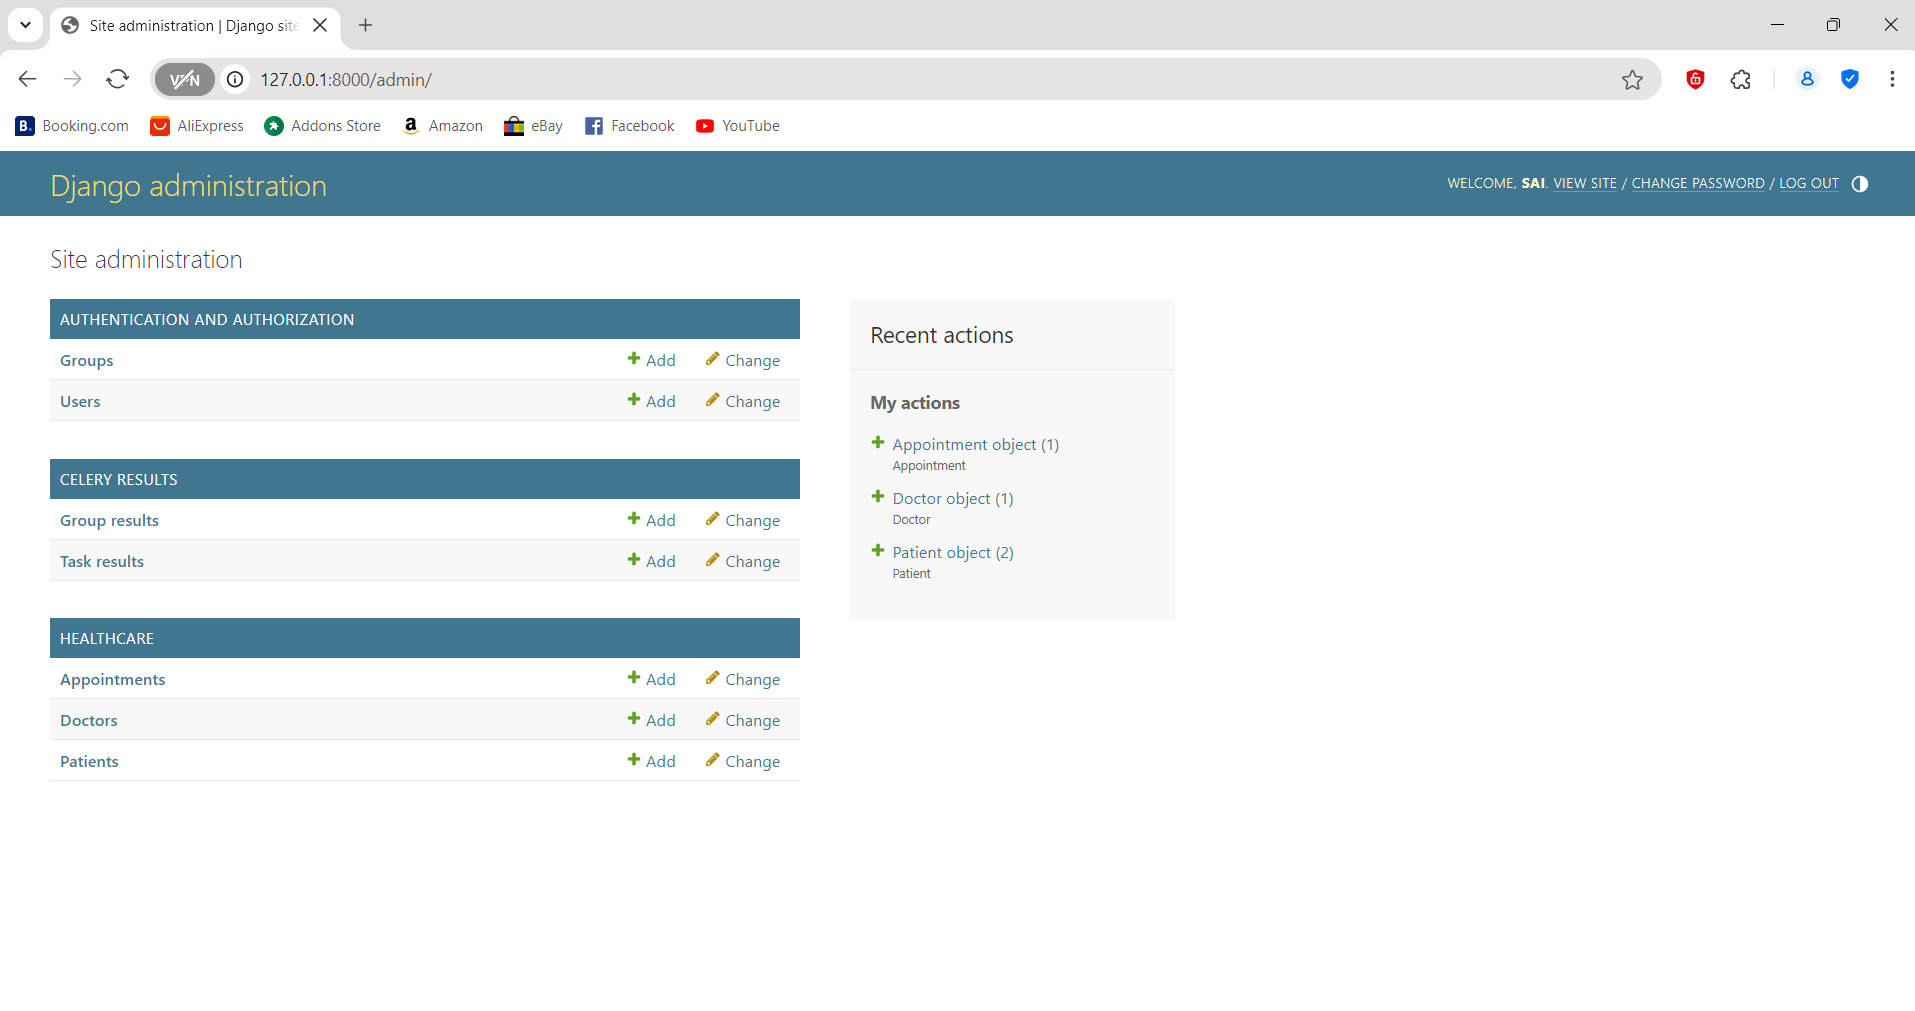 Site administration | Django site
VPN
127.0.0.1:8000/admin/
B. Booking.com AliExpress Addons Store a Amazon eBay Facebook YouTube
Django administration
WELCOME, SAI. VIEW SITE / CHANGE PASSWORD / LOG OUT
Site administration
AUTHENTICATION AND AUTHORIZATION
Groups Add Change
Users Add Change
CELERY RESULTS
Group results Add Change
Task results Add Change
HEALTHCARE
Appointments Add Change
Doctors Add Change
Patients Add Change
Recent actions
My actions
Appointment object (1)
Appointment
Doctor object (1)
Doctor
Patient object (2)
Patient